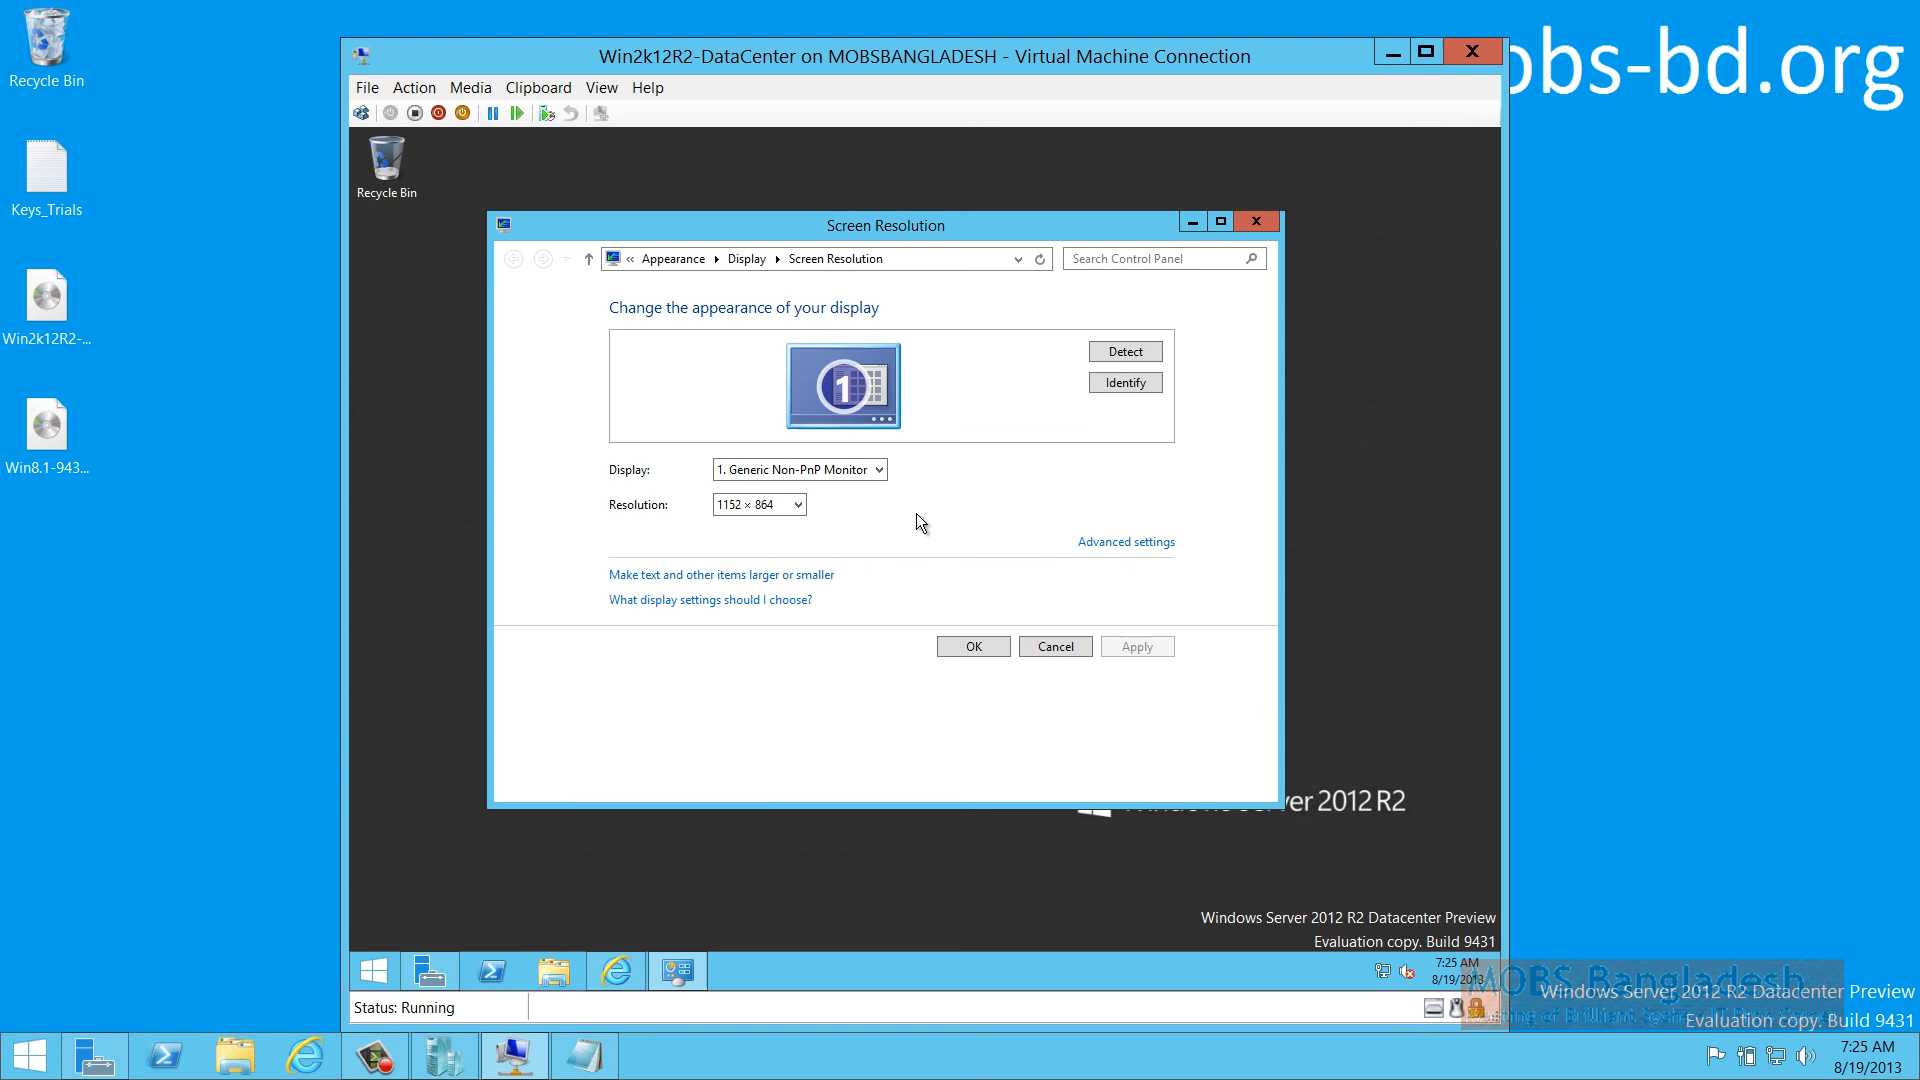 Recycle Bin
Keys_Trials
Win2k12R2-...
Win8.1-943...
obs-bd.org
Win2k12R2-DataCenter on MOBSBANGLADESH - Virtual Machine Connection
File Action Media Clipboard View Help
Recycle Bin
Screen Resolution
« Appearance Display Screen Resolution
Search Control Panel
Change the appearance of your display
1
Detect
Identify
Display: 1. Generic Non-PnP Monitor
Resolution: 1152 × 864
Advanced settings
Make text and other items larger or smaller
What display settings should I choose?
OK Cancel Apply
er 2012 R2
Windows Server 2012 R2 Datacenter Preview
Evaluation copy. Build 9431
7:25 AM
8/19/2013
Status: Running
MOBS Bangladesh
Windows Server 2012 R2 Datacenter Preview
Evaluation copy. Build 9431
7:25 AM
8/19/2013